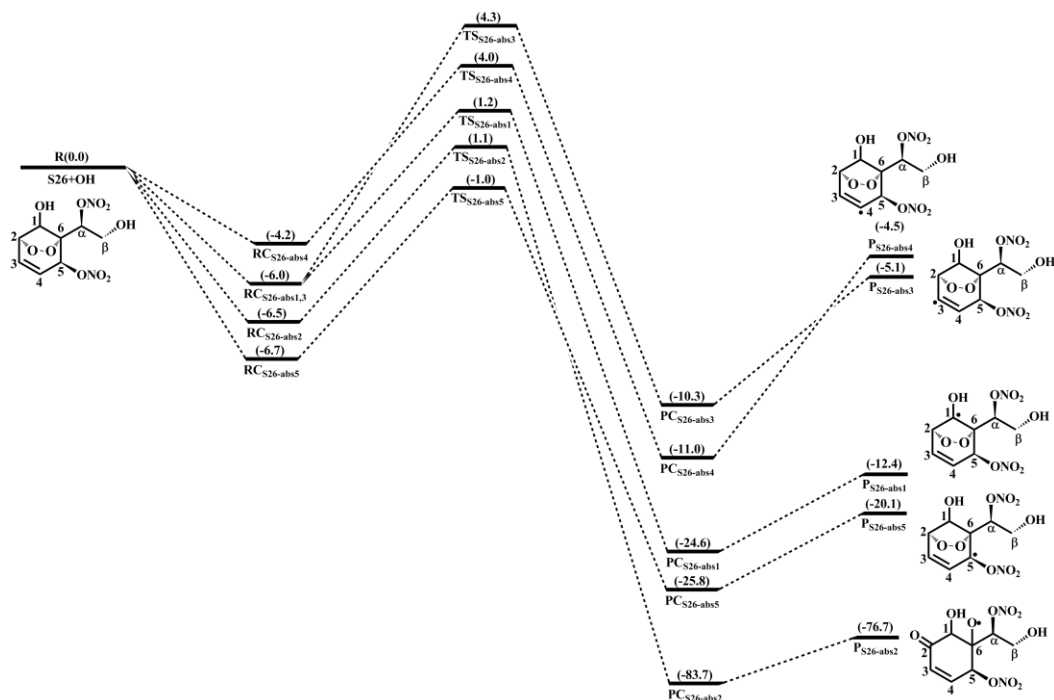 (4.3)
TS_S26-abs3
(4.0)
TS_S26-abs4
(1.2)
TS_S26-abs1
(1.1)
TS_S26-abs2
(-1.0)
TS_S26-abs5
R(0.0)
S26+OH
OH ONO₂
1 6 OH
2 α β
O-O
3 5 ONO₂
4
(-4.2)
RC_S26-abs4
(-6.0)
RC_S26-abs1,3
(-6.5)
RC_S26-abs2
(-6.7)
RC_S26-abs5
(-10.3)
PC_S26-abs3
(-11.0)
PC_S26-abs4
(-24.6)
PC_S26-abs1
(-25.8)
PC_S26-abs5
(-83.7)
PC_S26-abs2
OH ONO₂
1 6 OH
2 α β
O-O
3 5 ONO₂
•4
(-4.5)
P_S26-abs4
(-5.1)
P_S26-abs3
OH ONO₂
1 6 OH
2 α β
O-O
•3 5 ONO₂
4
(-12.4)
P_S26-abs1
OH ONO₂
1• 6 OH
2 α β
O-O
3 5 ONO₂
4
(-20.1)
P_S26-abs5
OH ONO₂
1 6 OH
2 α β
O-O
3 5• ONO₂
4
(-76.7)
P_S26-abs2
OH O• ONO₂
O 1 OH
2 6 α β
3 5 ONO₂
4